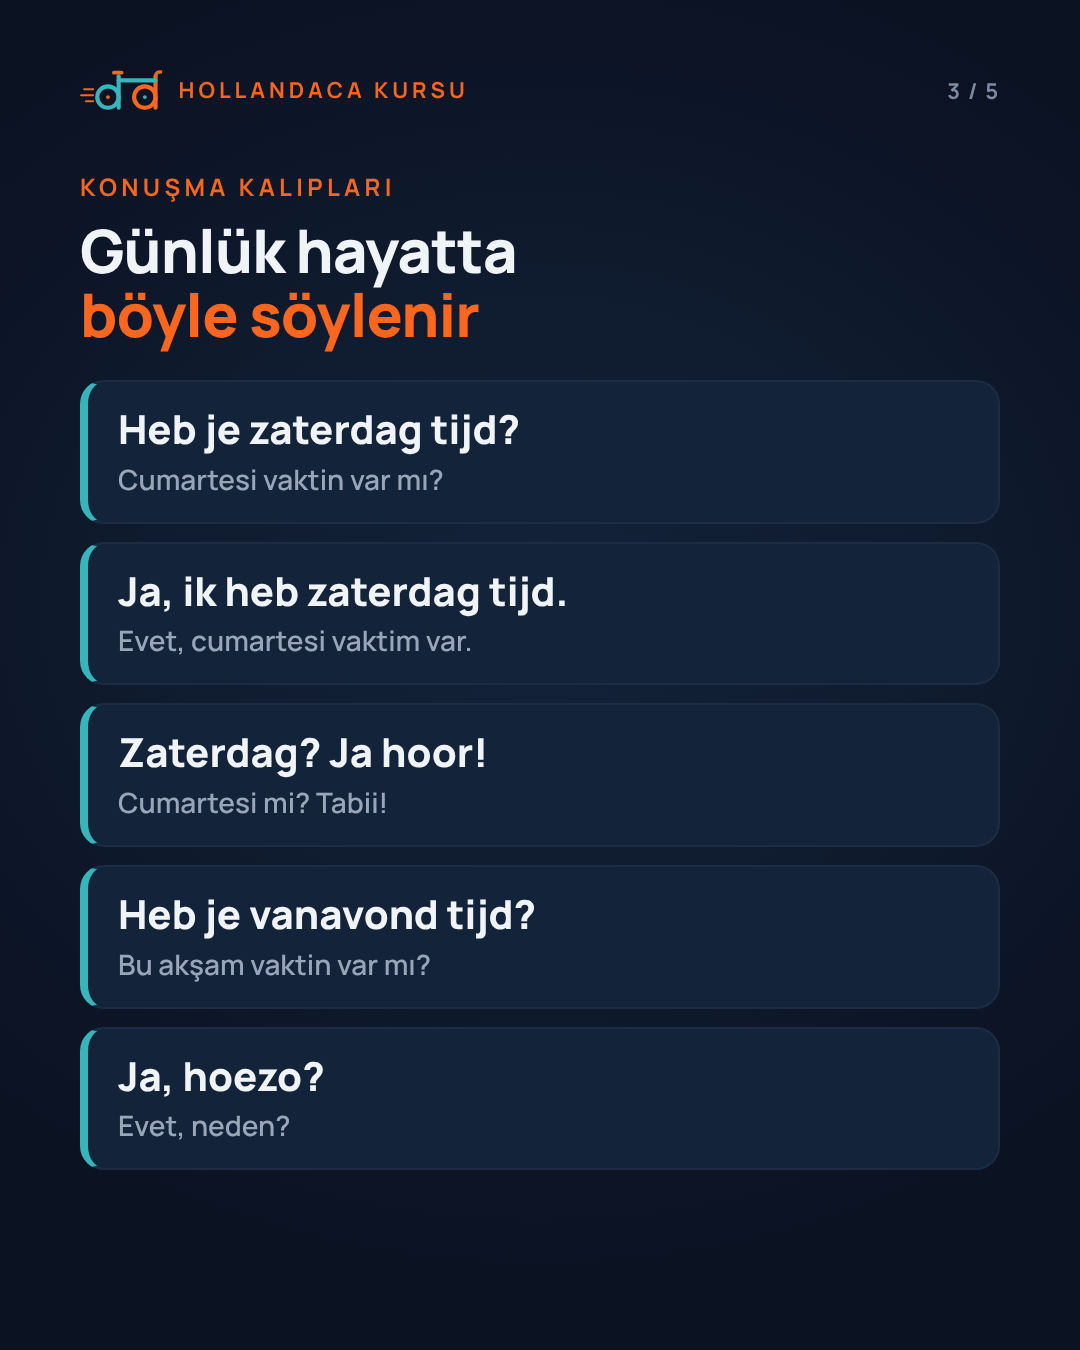 HOLLANDACA KURSU
3 / 5
KONUŞMA KALIPLARI
Günlük hayatta
böyle söylenir
Heb je zaterdag tijd?
Cumartesi vaktin var mı?
Ja, ik heb zaterdag tijd.
Evet, cumartesi vaktim var.
Zaterdag? Ja hoor!
Cumartesi mi? Tabii!
Heb je vanavond tijd?
Bu akşam vaktin var mı?
Ja, hoezo?
Evet, neden?